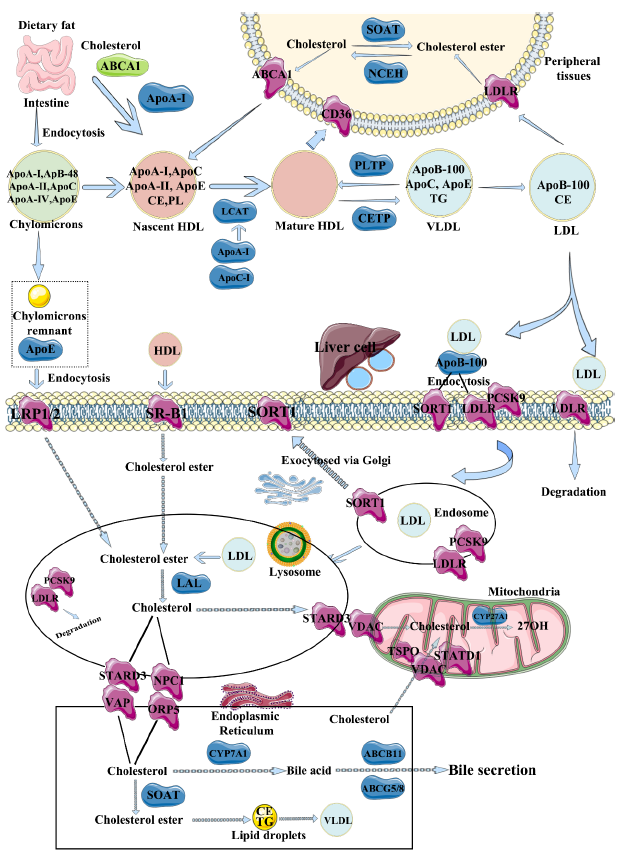 Dietary fat
Cholesterol
ABCA1
ApoA-I
Intestine
Endocytosis
SOAT
Cholesterol
Cholesterol ester
NCEH
ABCA1
CD36
LDLR
Peripheral
tissues
ApoA-I,ApB-48
ApoA-II,ApoC
ApoA-IV,ApoE
Chylomicrons
ApoA-I,ApoC
ApoA-II, ApoE
CE,PL
Nascent HDL
LCAT
ApoA-I
ApoC-I
Mature HDL
PLTP
CETP
ApoB-100
ApoC, ApoE
TG
VLDL
ApoB-100
CE
LDL
Chylomicrons
remnant
ApoE
Endocytosis
HDL
Liver cell
LDL
ApoB-100
Endocytosis
LDL
LRP1/2
SR-B1
SORT1
SORT1
LDLR
PCSK9
LDLR
Cholesterol ester
Exocytosed via Golgi
Degradation
SORT1
LDL
Endosome
PCSK9
LDLR
Cholesterol ester
LDL
Lysosome
LAL
PCSK9
LDLR
Degradation
Cholesterol
STARD3
VDAC
Mitochondria
CYP27A1
Cholesterol
27OH
TSPO
STATD1
VDAC
STARD3
NPC1
VAP
ORP5
Endoplasmic
Reticulum
Cholesterol
CYP7A1
ABCB11
Cholesterol
Bile acid
Bile secretion
ABCG5/8
SOAT
Cholesterol ester
CE
TG
VLDL
Lipid droplets